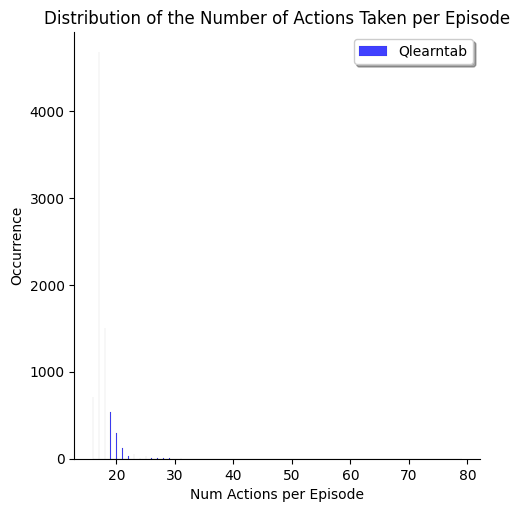 Distribution of the Number of Actions Taken per Episode
Qlearntab
4000
3000
2000
1000
0
Occurrence
20 30 40 50 60 70 80
Num Actions per Episode